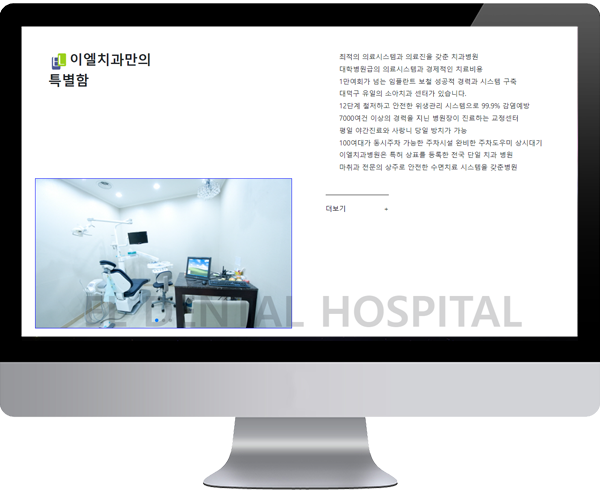 EL 이엘치과만의
특별함
최적의 의료시스템과 의료진을 갖춘 치과병원
대학병원급의 의료시스템과 경제적인 치료비용
1만여회가 넘는 임플란트 보철 성공적 경력과 시스템 구축
대덕구 유일의 소아치과 센터가 있습니다.
12단계 철저하고 안전한 위생관리 시스템으로 99.9% 감염예방
7000여건 이상의 경력을 지닌 병원장이 진료하는 교정센터
평일 야간진료와 사랑니 당일 발치가 가능
100여대가 동시주차 가능한 주차시설 완비한 주차도우미 상시대기
이엘치과병원은 특허 상표를 등록한 전국 단일 치과 병원
마취과 전문의 상주로 안전한 수면치료 시스템을 갖춘병원
더보기 +
EL DENTAL HOSPITAL